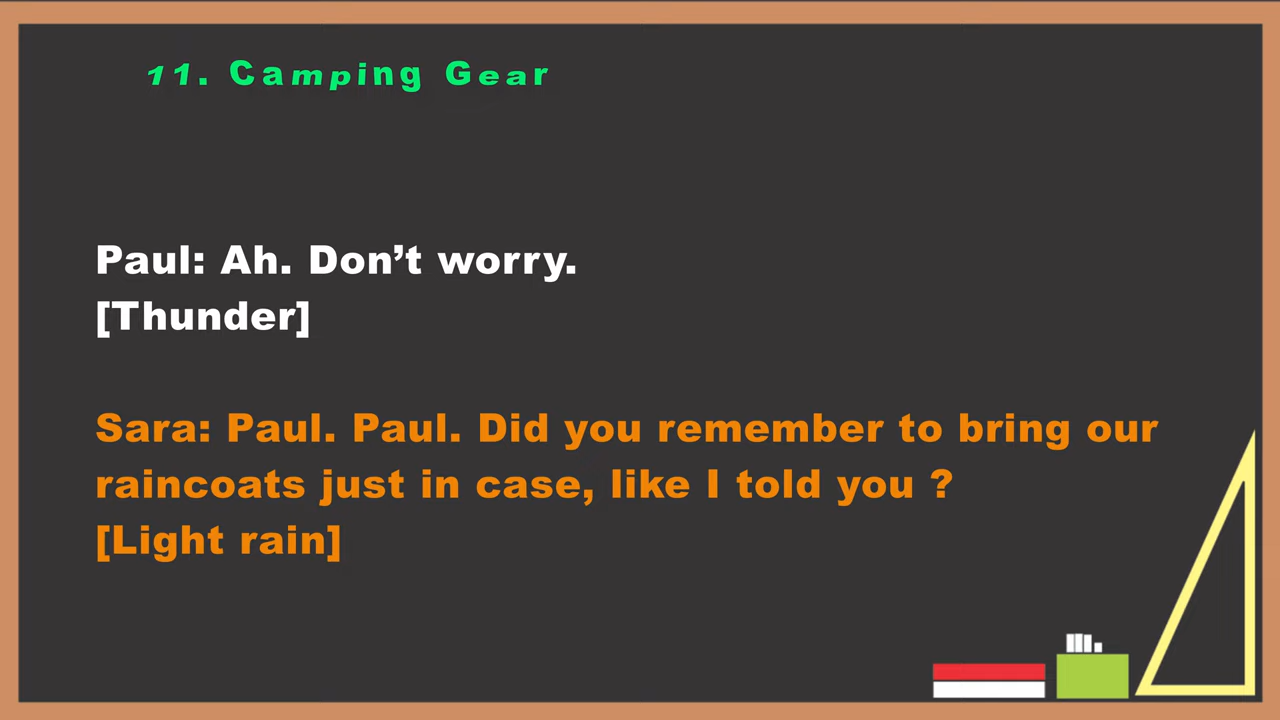 11. Camping Gear
Paul: Ah. Don’t worry.
[Thunder]
Sara: Paul. Paul. Did you remember to bring our
raincoats just in case, like I told you ?
[Light rain]